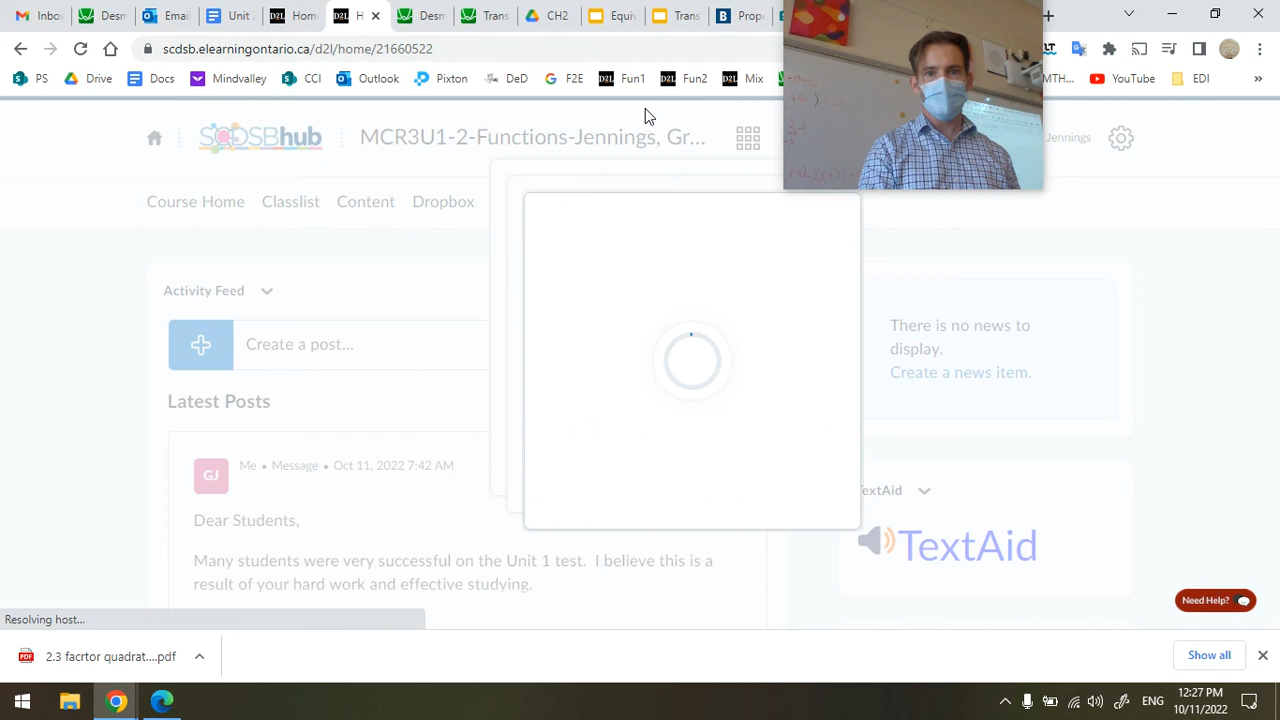 Inbo
Desm
Email
Unit 2
Home
H
Desm
Trans
CH2
Equiv
Trans
Prope
scdsb.elearningontario.ca/d2l/home/21660522
PS
Drive
Docs
Mindvalley
CCI
Outlook
Pixton
DeD
F2E
Fun1
Fun2
Mix
MTH...
YouTube
EDI
SCDSBhub
MCR3U1-2-Functions-Jennings, Gr...
Jennings
Course Home
Classlist
Content
Dropbox
Activity Feed
Create a post...
Latest Posts
GJ
Me • Message • Oct 11, 2022 7:42 AM
Dear Students,
Many students were very successful on the Unit 1 test. I believe this is a
result of your hard work and effective studying.
There is no news to
display.
Create a news item.
TextAid
TextAid
Need Help?
Resolving host...
2.3 facrtor quadrat....pdf
Show all
ENG
12:27 PM
10/11/2022